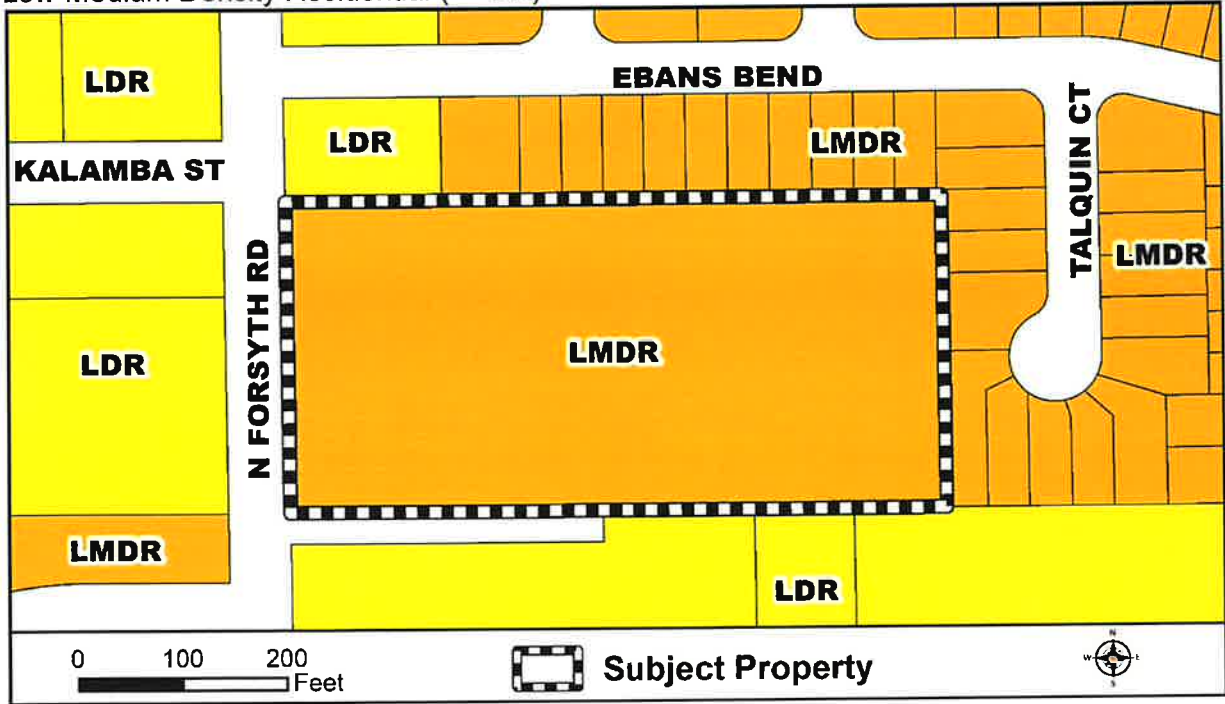 LDR
EBANS BEND
LDR
LMDR
KALAMBA ST
TALQUIN CT
LMDR
N FORSYTH RD
LDR
LMDR
LMDR
LDR
0 100 200
Feet
Subject Property
N
W E
S